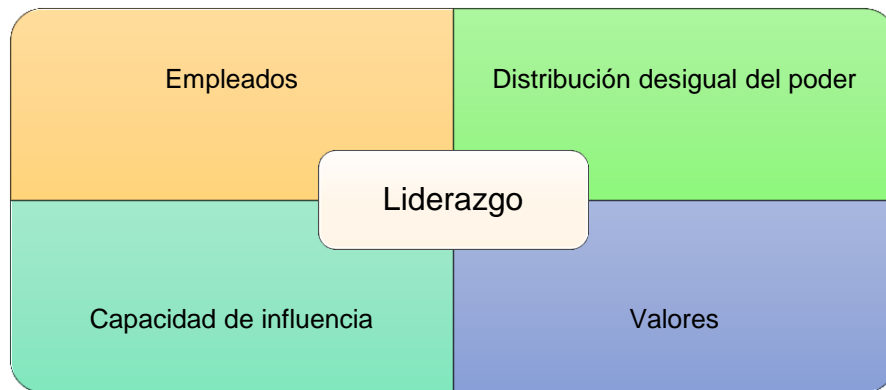 Empleados
Distribución desigual del poder
Liderazgo
Capacidad de influencia
Valores